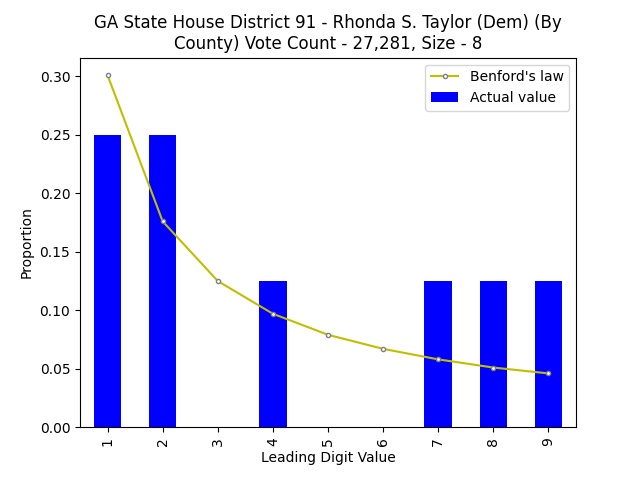 GA State House District 91 - Rhonda S. Taylor (Dem) (By
County) Vote Count - 27,281, Size - 8
Benford's law
Actual value
0.30
0.25
0.20
0.15
0.10
0.05
0.00
Proportion
1 2 3 4 5 6 7 8 9
Leading Digit Value